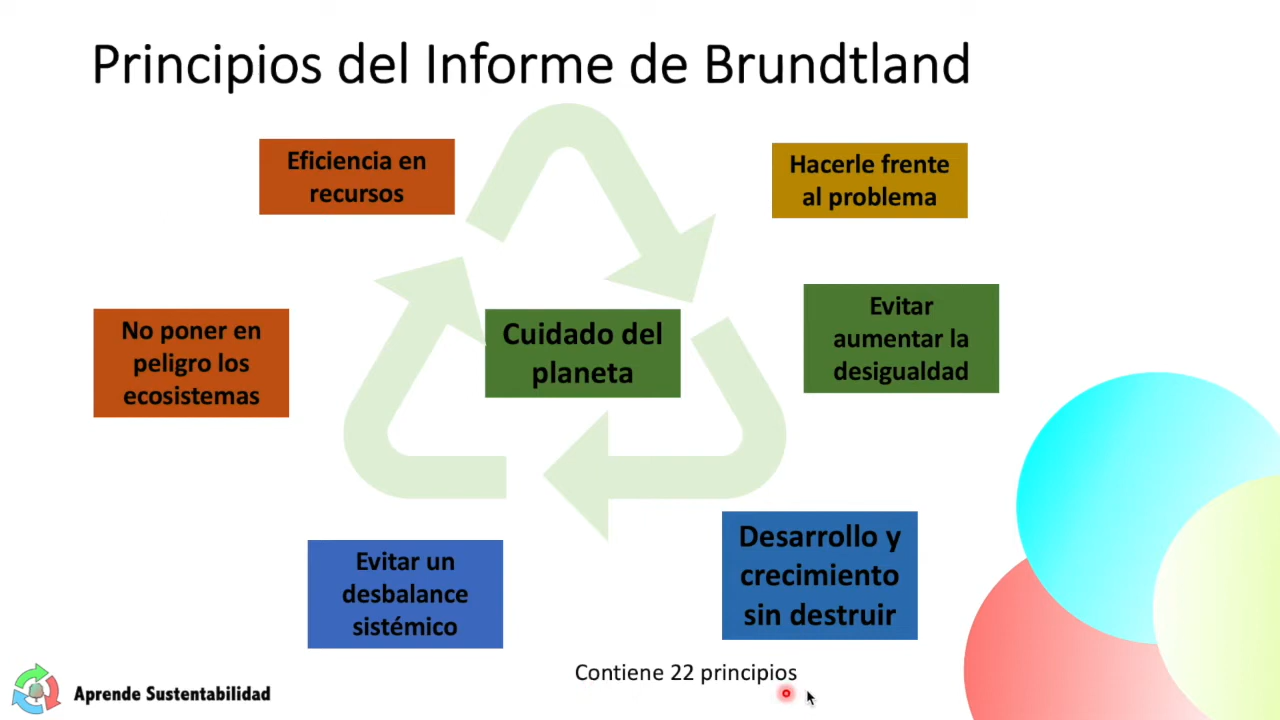 Principios del Informe de Brundtland
Eficiencia en
recursos
Hacerle frente
al problema
No poner en
peligro los
ecosistemas
Cuidado del
planeta
Evitar
aumentar la
desigualdad
Evitar un
desbalance
sistémico
Desarrollo y
crecimiento
sin destruir
Contiene 22 principios
Aprende Sustentabilidad